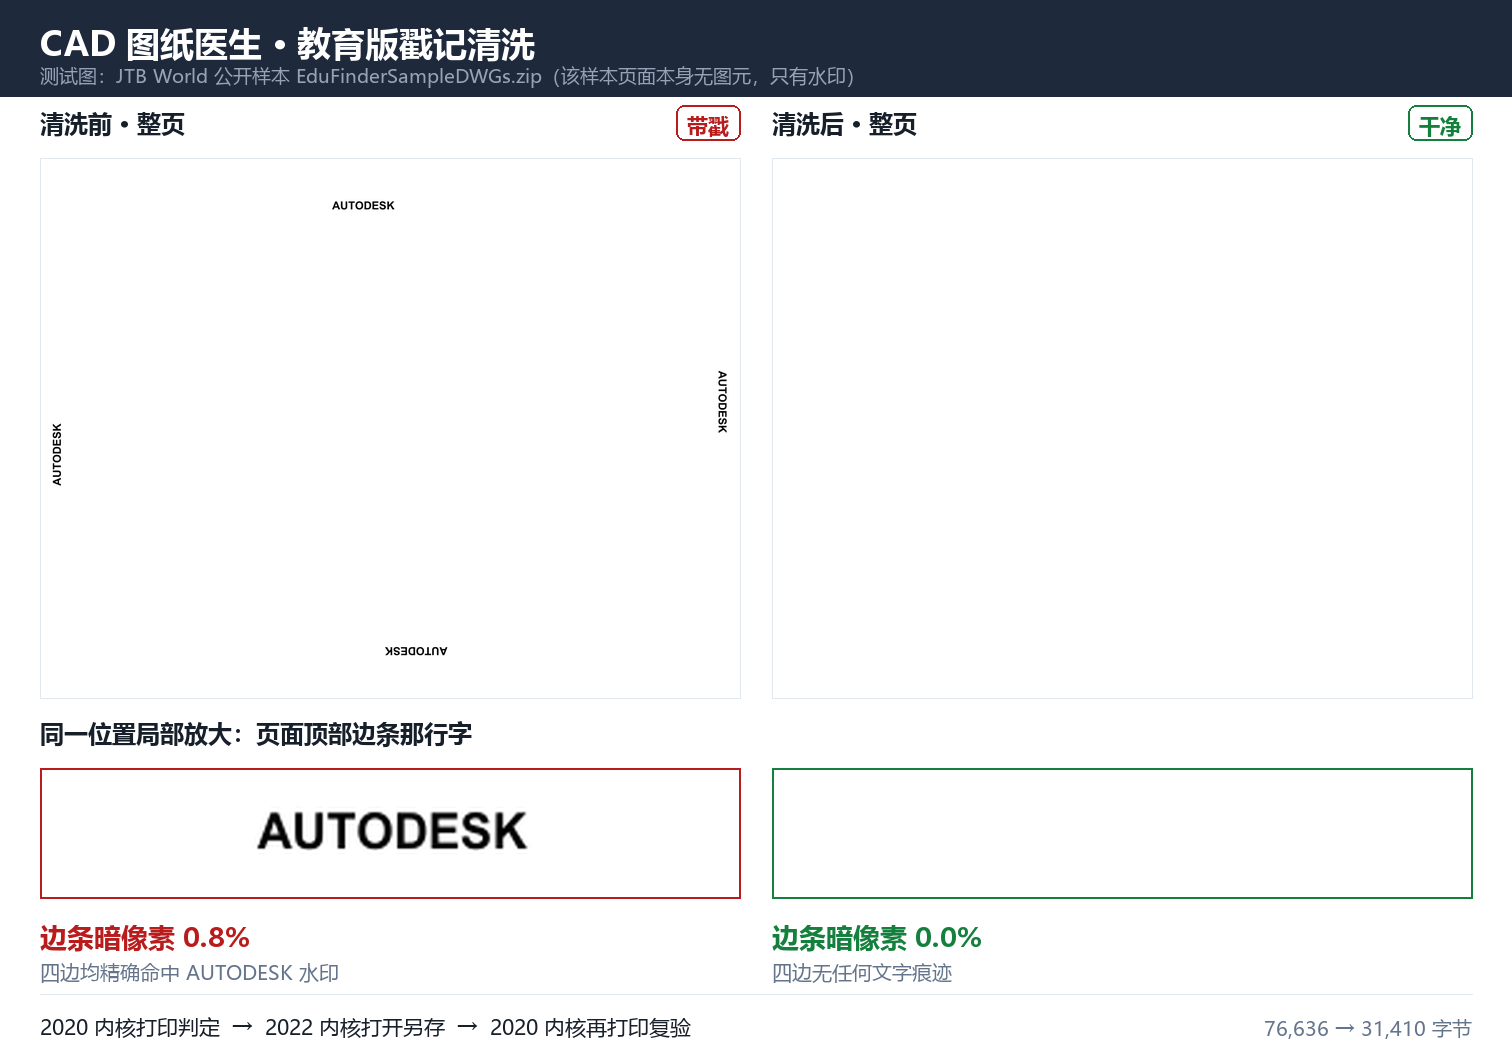 CAD 图纸医生 · 教育版戳记清洗
测试图：JTB World 公开样本 EduFinderSampleDWGs.zip（该样本页面本身无图元，只有水印）
清洗前 · 整页
带戳
清洗后 · 整页
干净
AUTODESK
AUTODESK
AUTODESK
AUTODESK
同一位置局部放大：页面顶部边条那行字
AUTODESK
边条暗像素 0.8%
四边均精确命中 AUTODESK 水印
边条暗像素 0.0%
四边无任何文字痕迹
2020 内核打印判定 → 2022 内核打开另存 → 2020 内核再打印复验
76,636 → 31,410 字节